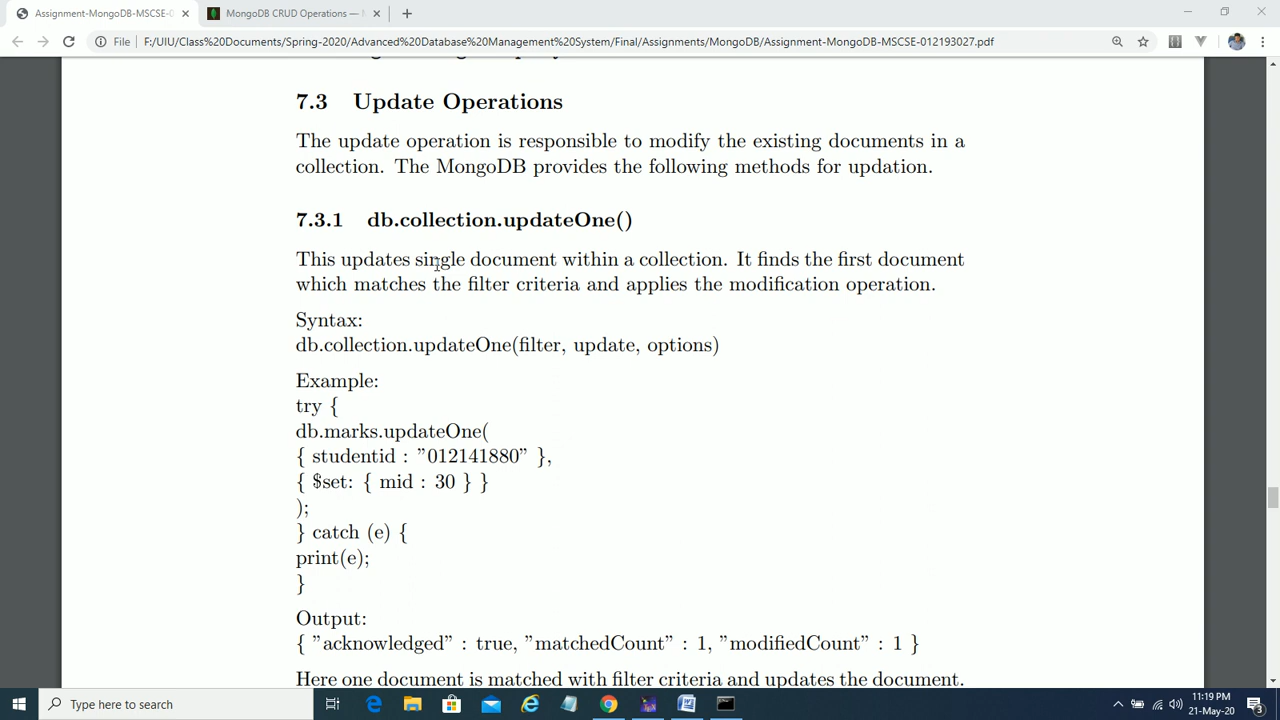 Assignment-MongoDB-MSCSE-0
MongoDB CRUD Operations —
File
F:/UIU/Class%20Documents/Spring-2020/Advanced%20Database%20Management%20System/Final/Assignments/MongoDB/Assignment-MongoDB-MSCSE-012193027.pdf
7.3 Update Operations
The update operation is responsible to modify the existing documents in a
collection. The MongoDB provides the following methods for updation.
7.3.1 db.collection.updateOne()
This updates single document within a collection. It finds the first document
which matches the filter criteria and applies the modification operation.
Syntax:
db.collection.updateOne(filter, update, options)
Example:
try {
db.marks.updateOne(
{ studentid : ”012141880” },
{ $set: { mid : 30 } }
);
} catch (e) {
print(e);
}
Output:
{ ”acknowledged” : true, ”matchedCount” : 1, ”modifiedCount” : 1 }
Here one document is matched with filter criteria and updates the document.
Type here to search
11:19 PM
21-May-20
3